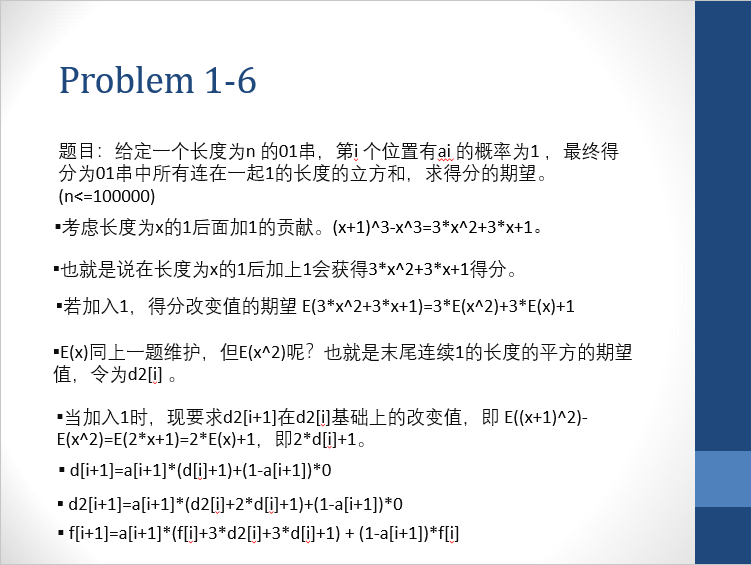 Problem 1-6
题目：给定一个长度为n 的01串，第i 个位置有ai 的概率为1 ，最终得
分为01串中所有连在一起1的长度的立方和，求得分的期望。
(n<=100000)
▪考虑长度为x的1后面加1的贡献。(x+1)^3-x^3=3*x^2+3*x+1。
▪也就是说在长度为x的1后加上1会获得3*x^2+3*x+1得分。
▪若加入1，得分改变值的期望 E(3*x^2+3*x+1)=3*E(x^2)+3*E(x)+1
▪E(x)同上一题维护，但E(x^2)呢？也就是末尾连续1的长度的平方的期望
值，令为d2[i] 。
▪当加入1时，现要求d2[i+1]在d2[i]基础上的改变值，即 E((x+1)^2)-
E(x^2)=E(2*x+1)=2*E(x)+1，即2*d[i]+1。
▪ d[i+1]=a[i+1]*(d[i]+1)+(1-a[i+1])*0
▪ d2[i+1]=a[i+1]*(d2[i]+2*d[i]+1)+(1-a[i+1])*0
▪ f[i+1]=a[i+1]*(f[i]+3*d2[i]+3*d[i]+1) + (1-a[i+1])*f[i]